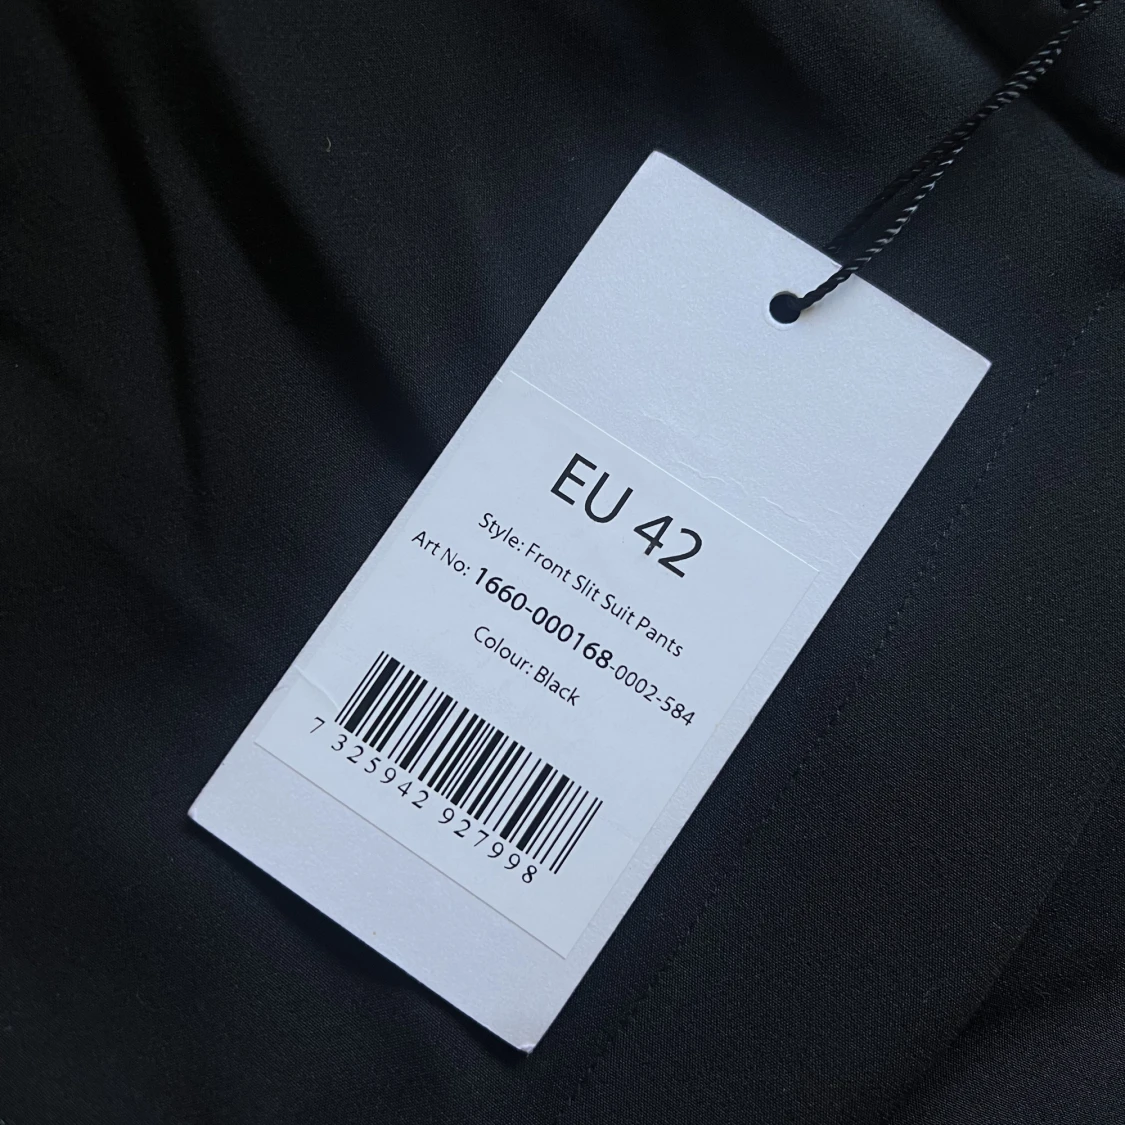 EU 42
Style: Front Slit Suit Pants
Art No: 1660-000168-0002-584
Colour: Black
7 325942 927998